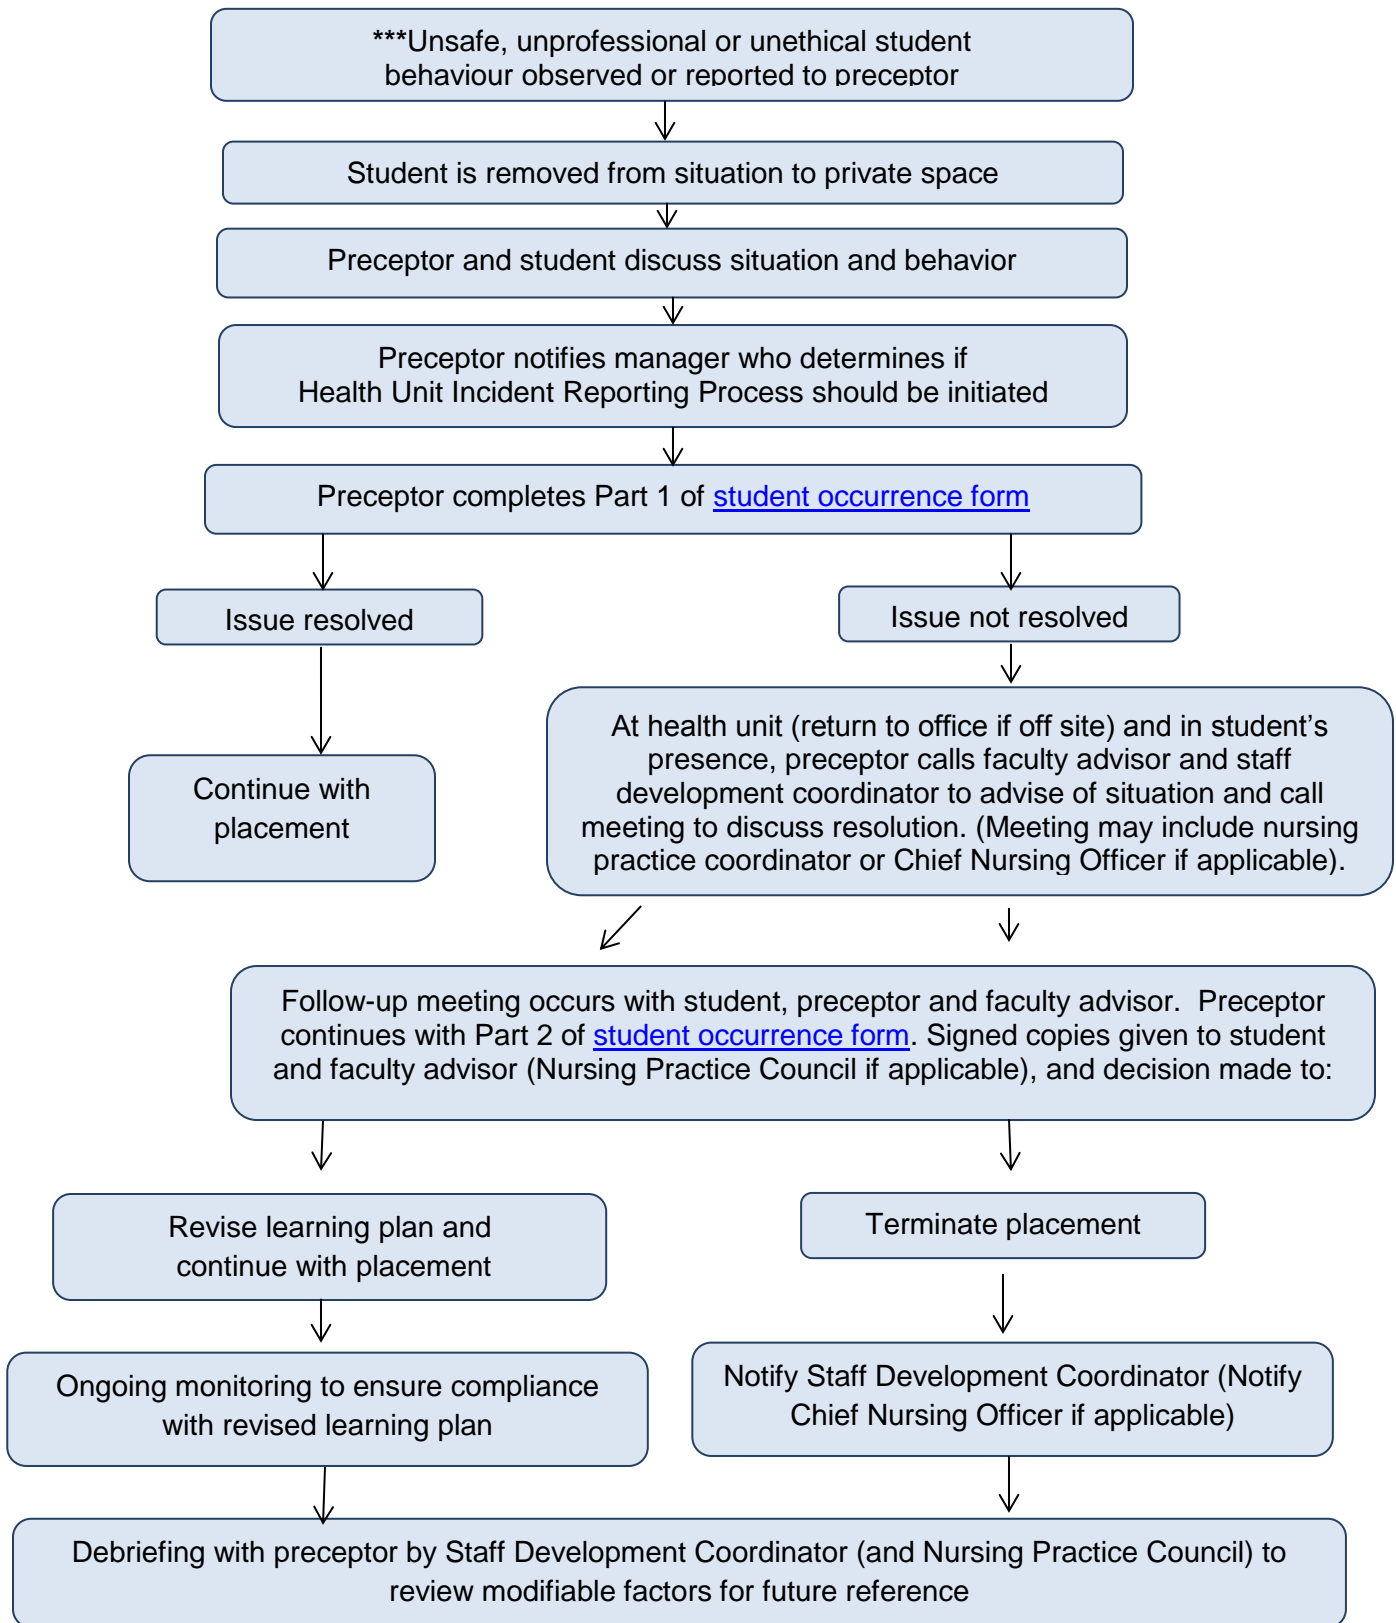 ***Unsafe, unprofessional or unethical student
behaviour observed or reported to preceptor
Student is removed from situation to private space
Preceptor and student discuss situation and behavior
Preceptor notifies manager who determines if
Health Unit Incident Reporting Process should be initiated
Preceptor completes Part 1 of student occurrence form
Issue resolved
Issue not resolved
Continue with
placement
At health unit (return to office if off site) and in student’s
presence, preceptor calls faculty advisor and staff
development coordinator to advise of situation and call
meeting to discuss resolution. (Meeting may include nursing
practice coordinator or Chief Nursing Officer if applicable).
Follow-up meeting occurs with student, preceptor and faculty advisor.  Preceptor
continues with Part 2 of student occurrence form. Signed copies given to student
and faculty advisor (Nursing Practice Council if applicable), and decision made to:
Revise learning plan and
continue with placement
Terminate placement
Ongoing monitoring to ensure compliance
with revised learning plan
Notify Staff Development Coordinator (Notify
Chief Nursing Officer if applicable)
Debriefing with preceptor by Staff Development Coordinator (and Nursing Practice Council) to
review modifiable factors for future reference